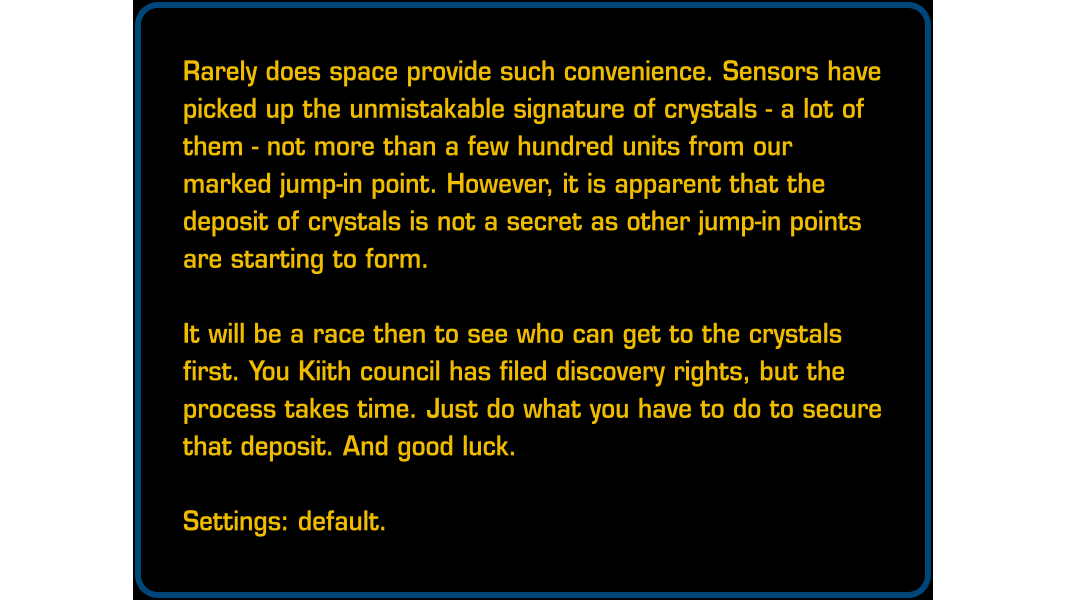 Rarely does space provide such convenience. Sensors have
picked up the unmistakable signature of crystals - a lot of
them - not more than a few hundred units from our
marked jump-in point. However, it is apparent that the
deposit of crystals is not a secret as other jump-in points
are starting to form.
It will be a race then to see who can get to the crystals
first. You Kiith council has filed discovery rights, but the
process takes time. Just do what you have to do to secure
that deposit. And good luck.
Settings: default.